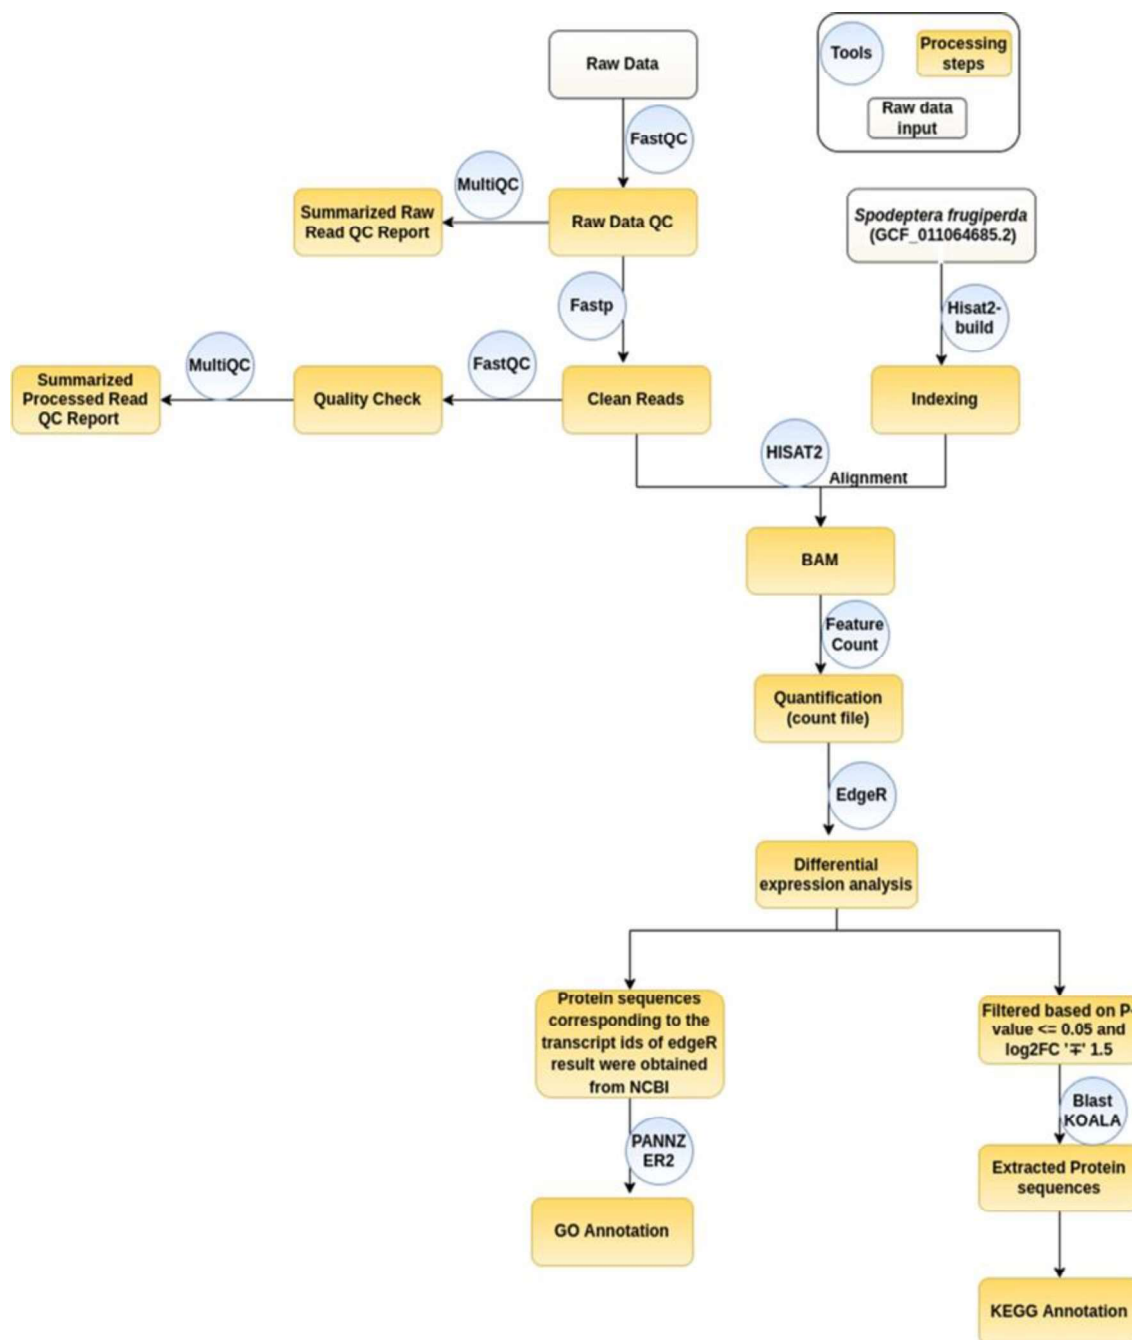 Raw Data
Tools
Processing
steps
Raw data
input
FastQC
MultiQC
Summarized Raw
Read QC Report
Raw Data QC
Spodeptera frugiperda
(GCF_011064685.2)
Fastp
Hisat2-
build
MultiQC
FastQC
Summarized
Processed Read
QC Report
Quality Check
Clean Reads
Indexing
HISAT2
Alignment
BAM
Feature
Count
Quantification
(count file)
EdgeR
Differential
expression analysis
Protein sequences
corresponding to the
transcript ids of edgeR
result were obtained
from NCBI
Filtered based on P-
value <= 0.05 and
log2FC '∓' 1.5
PANNZ
ER2
Blast
KOALA
Extracted Protein
sequences
GO Annotation
KEGG Annotation